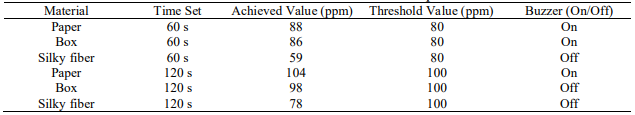 Material Time Set Achieved Value (ppm) Threshold Value (ppm) Buzzer (On/Off)
Paper 60 s 88 80 On
Box 60 s 86 80 On
Silky fiber 60 s 59 80 Off
Paper 120 s 104 100 On
Box 120 s 98 100 Off
Silky fiber 120 s 78 100 Off